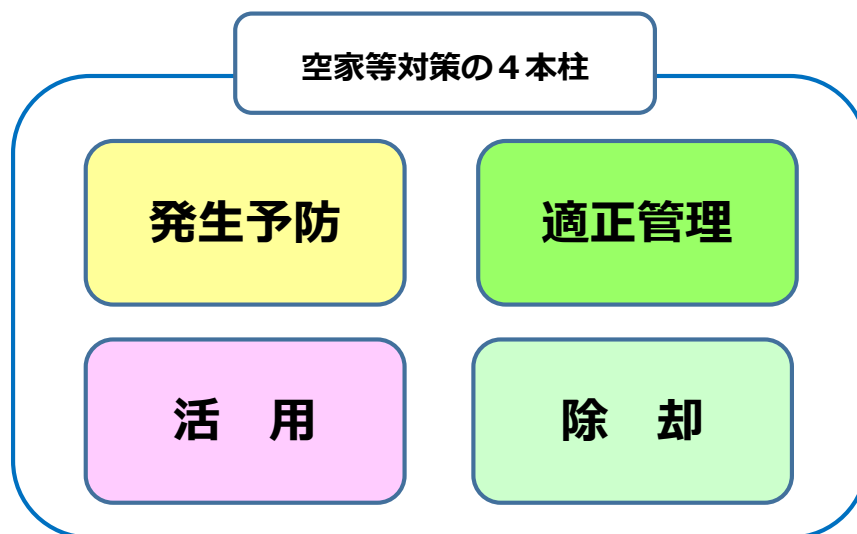 空家等対策の４本柱
発生予防
適正管理
活　用
除　却